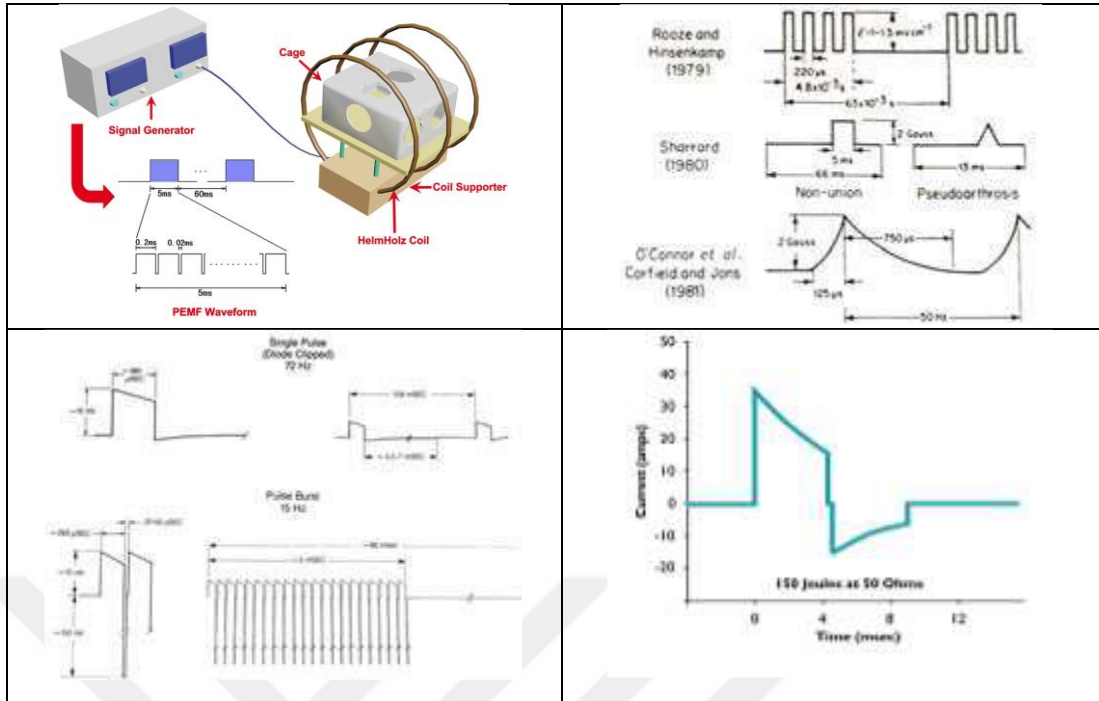 Cage
Signal Generator
Coil Supporter
HelmHolz Coil
...
5ms
60ms
0.2ms
0.02ms
5ms
PEMF Waveform
Rooze and
Hinsenkamp
(1979)
220 µs
63x10⁻³ s
Sharrard
(1980)
2 Gauss
5 ms
66 ms
15 ms
Non-union
Pseudoarthrosis
O'Connor et al.
Corfield and Jons
(1981)
2 Gauss
750 µs
125 µs
50 Hz
Single Pulse
(Diode Clipped)
72 Hz
Pulse Burst
15 Hz
50
40
30
20
10
0
-10
-20
Current (amps)
150 Joules at 50 Ohms
0
4
8
12
Time (msec)